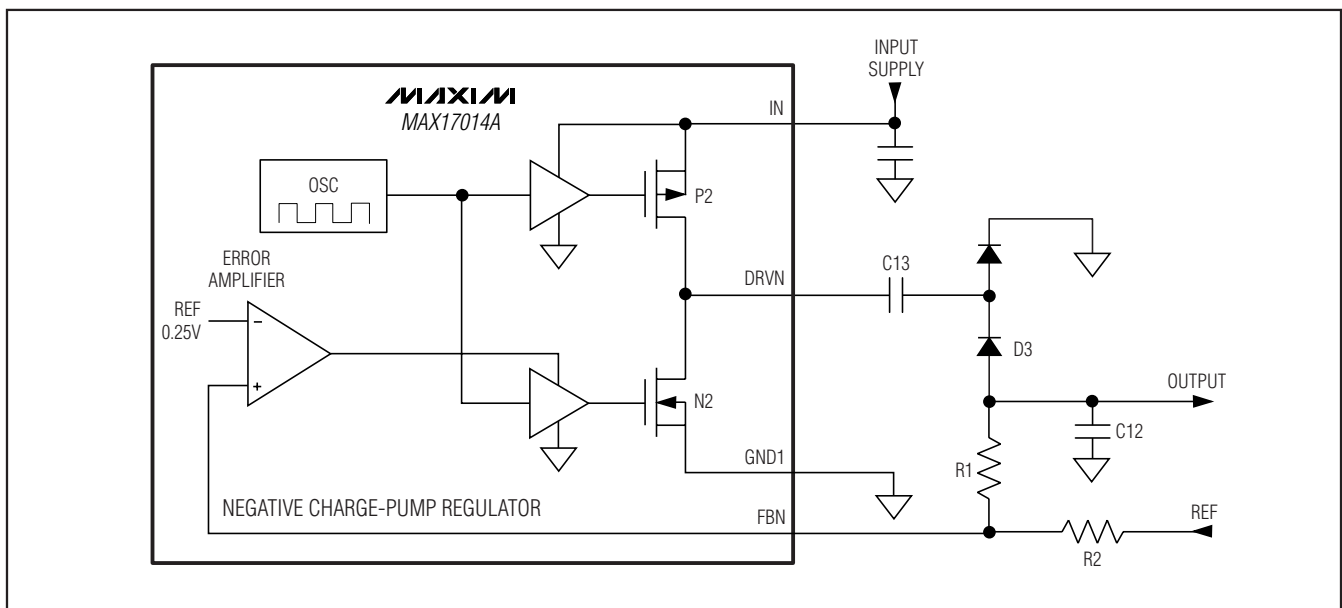 INPUT
SUPPLY
MAXIM
MAX17014A
IN
OSC
P2
ERROR
AMPLIFIER
C13
DRVN
REF
0.25V
-
+
D3
OUTPUT
N2
C12
GND1
R1
NEGATIVE CHARGE-PUMP REGULATOR
FBN
REF
R2